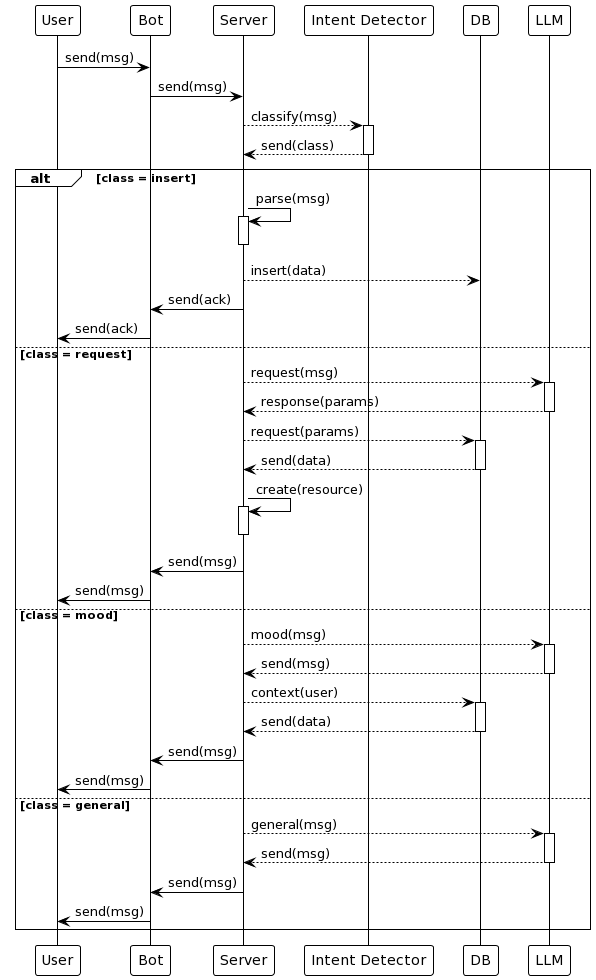 User Bot Server Intent Detector DB LLM
send(msg)
send(msg)
classify(msg)
send(class)
alt [class = insert]
parse(msg)
insert(data)
send(ack)
send(ack)
[class = request]
request(msg)
response(params)
request(params)
send(data)
create(resource)
send(msg)
send(msg)
[class = mood]
mood(msg)
send(msg)
context(user)
send(data)
send(msg)
send(msg)
[class = general]
general(msg)
send(msg)
send(msg)
send(msg)
User Bot Server Intent Detector DB LLM